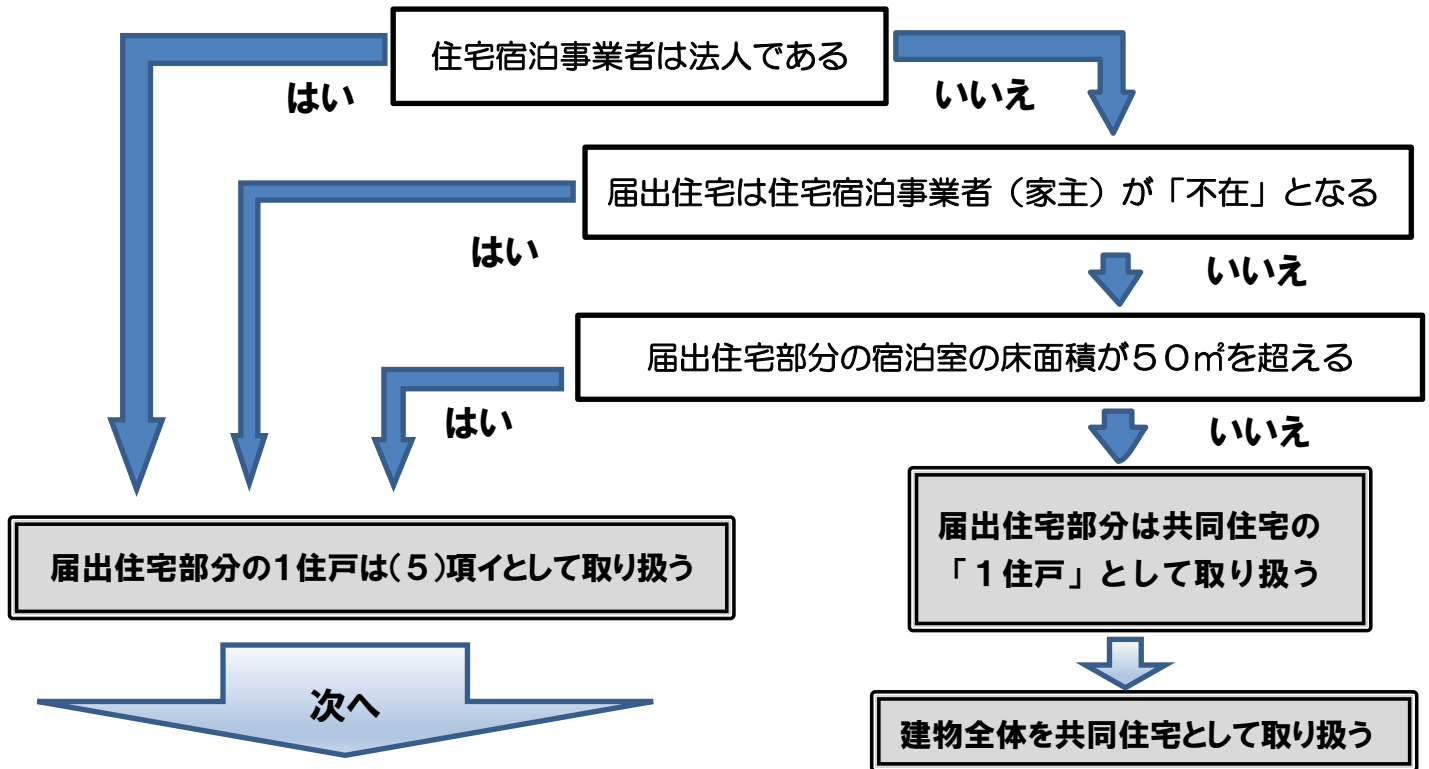 住宅宿泊事業者は法人である
はい
いいえ
届出住宅は住宅宿泊事業者（家主）が「不在」となる
はい
いいえ
届出住宅部分の宿泊室の床面積が５０㎡を超える
はい
いいえ
届出住宅部分の１住戸は（５）項イとして取り扱う
届出住宅部分は共同住宅の
「１住戸」として取り扱う
次へ
建物全体を共同住宅として取り扱う